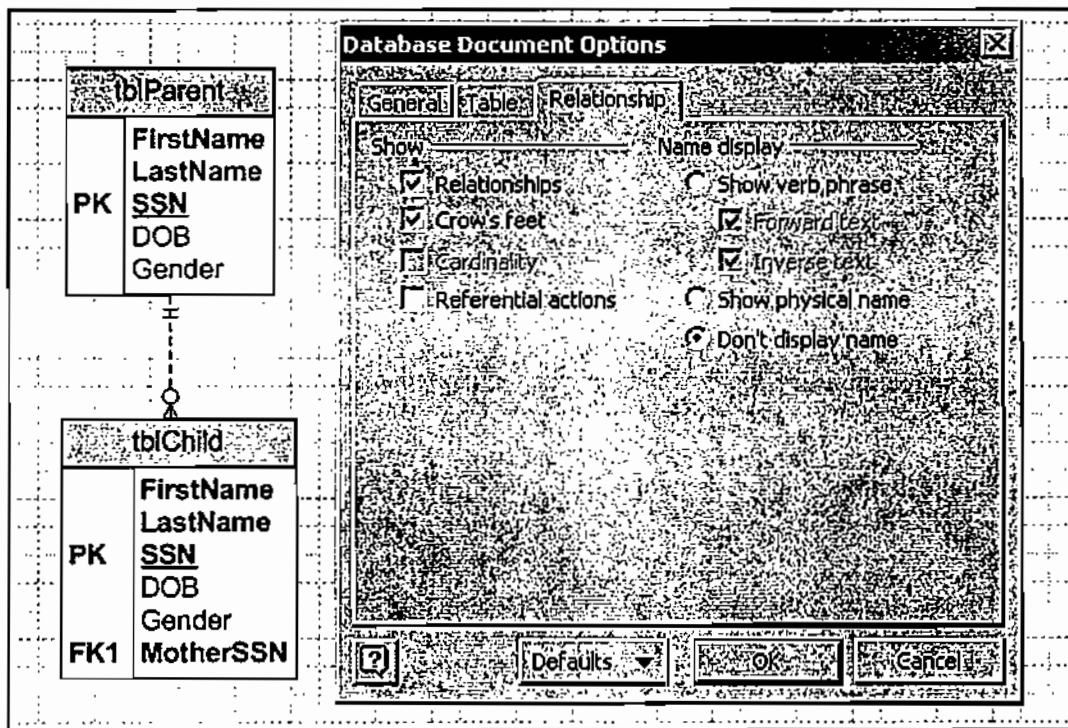 tblParent
FirstName
LastName
PK SSN
DOB
Gender
tblChild
FirstName
LastName
PK SSN
DOB
Gender
FK1 MotherSSN
Database Document Options
General Table Relationship
Show
Relationships
Crow's feet
Cardinality
Referential actions
Name display
Show verb phrase
Forward text
Inverse text
Show physical name
Don't display name
Defaults OK Cancel